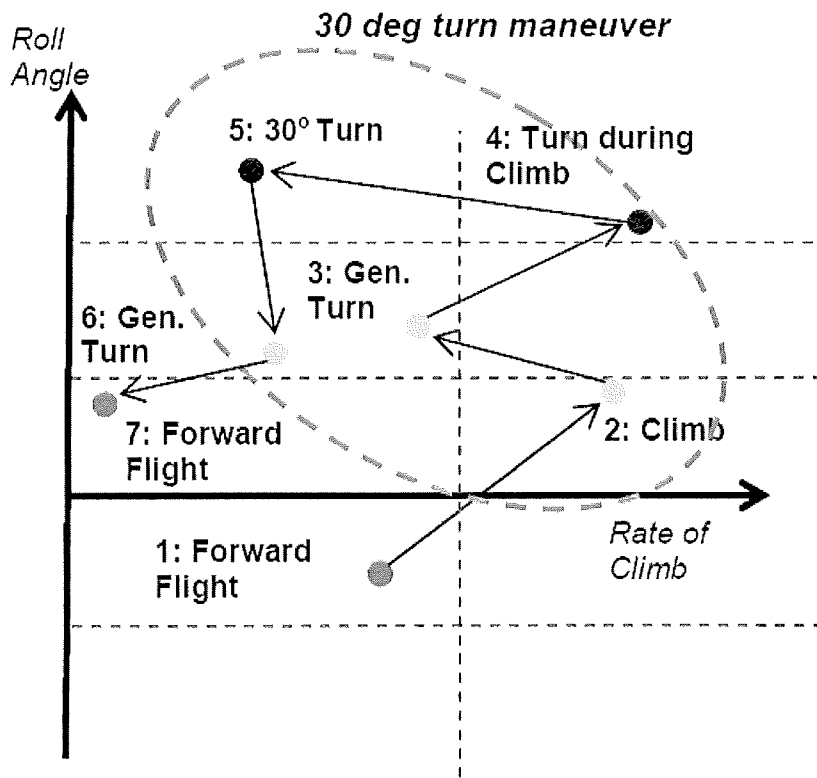 30 deg turn maneuver
Roll
Angle
5: 30º Turn
4: Turn during
Climb
3: Gen.
Turn
6: Gen.
Turn
2: Climb
7: Forward
Flight
1: Forward
Flight
Rate of
Climb